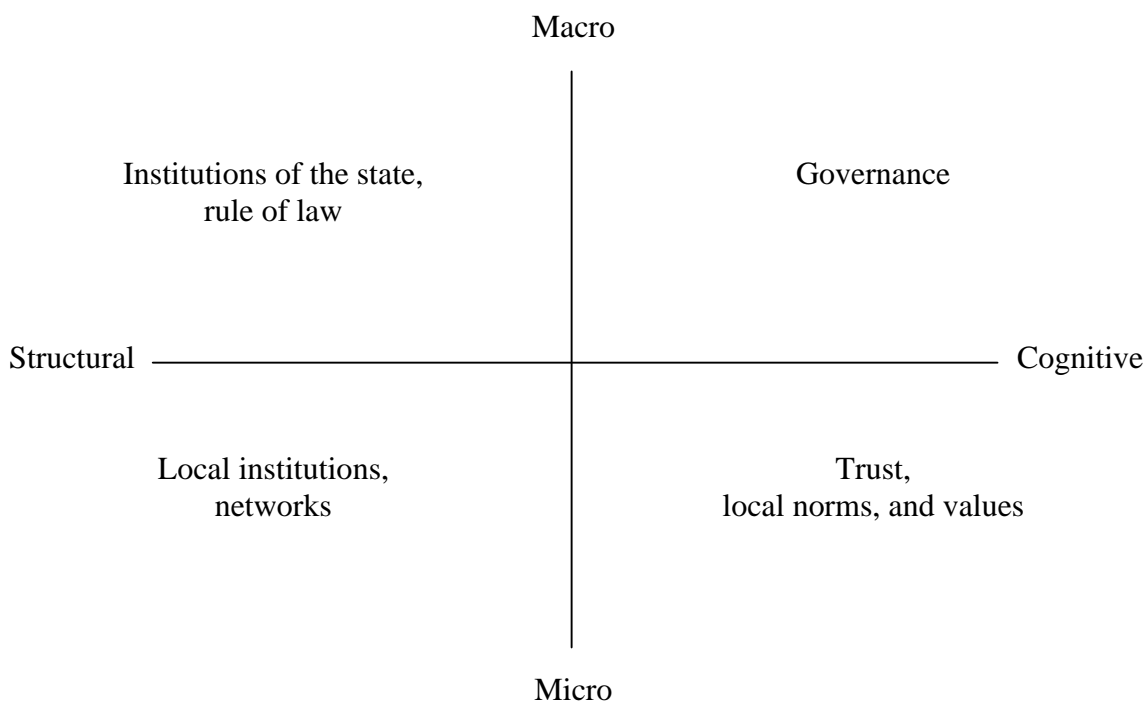 Macro
Institutions of the state,
rule of law
Governance
Structural
Cognitive
Local institutions,
networks
Trust,
local norms, and values
Micro